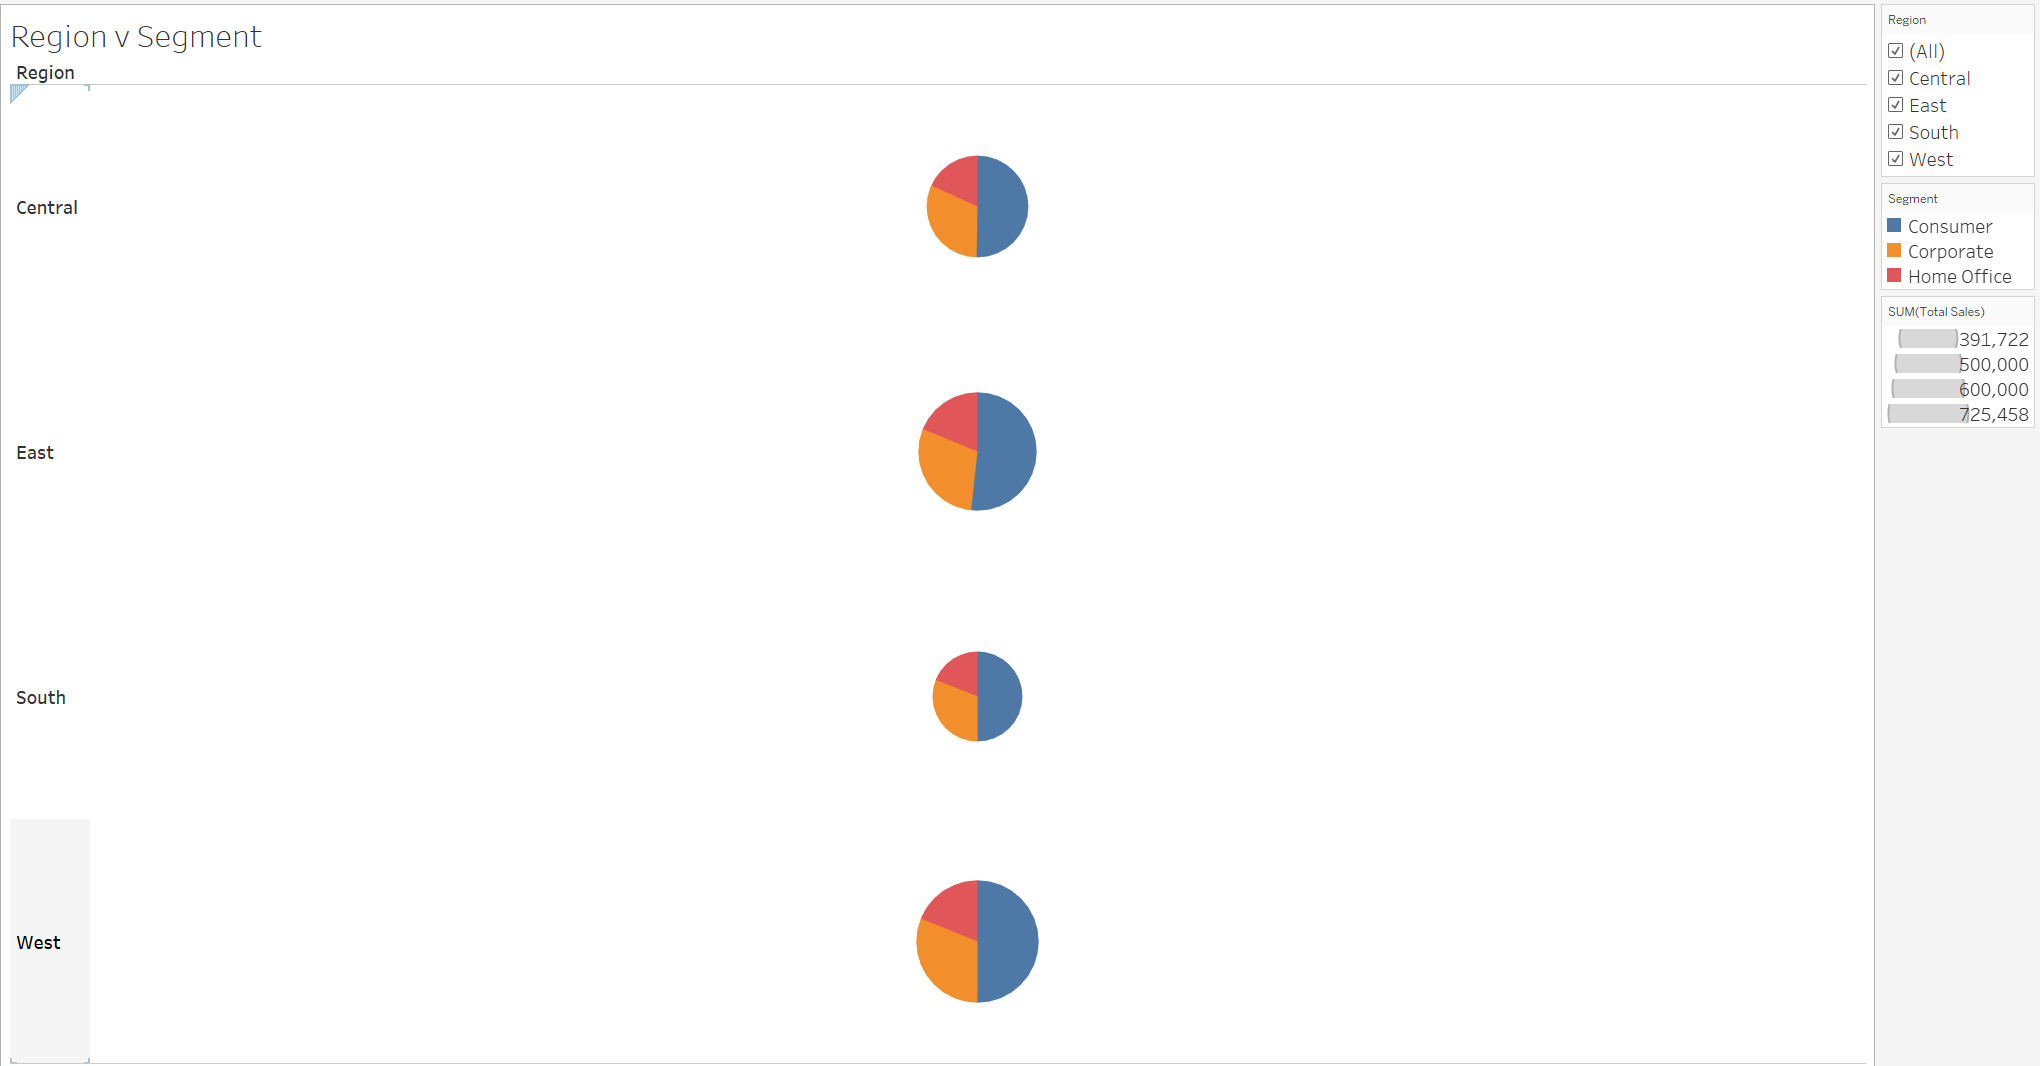 Region v Segment
Region
Central
East
South
West
Region
(All)
Central
East
South
West
Segment
Consumer
Corporate
Home Office
SUM(Total Sales)
391,722
500,000
600,000
725,458